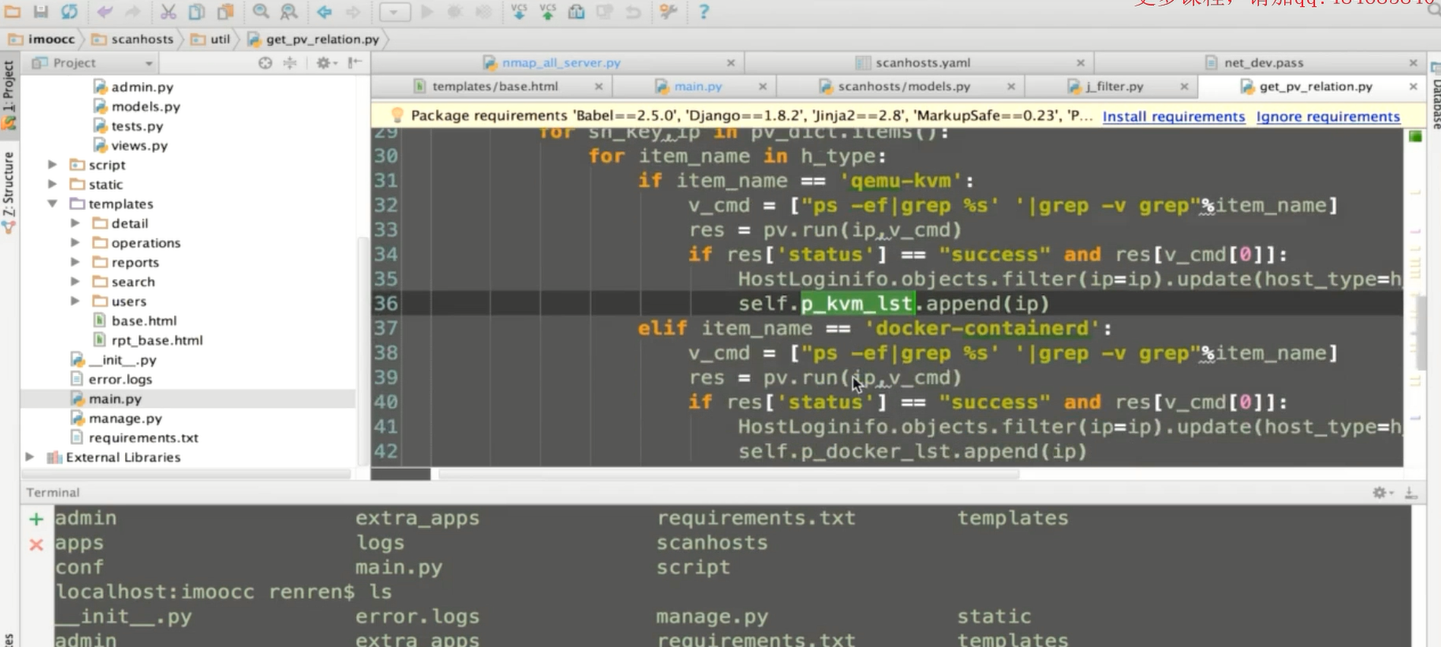 imoocc scanhosts util get_pv_relation.py
1: Project
Z: Structure
Database
Project
nmap_all_server.py scanhosts.yaml net_dev.pass
templates/base.html main.py scanhosts/models.py j_filter.py get_pv_relation.py
Package requirements 'Babel==2.5.0', 'Django==1.8.2', 'Jinja2==2.8', 'MarkupSafe==0.23', 'P... Install requirements Ignore requirements
admin.py
models.py
tests.py
views.py
script
static
templates
detail
operations
reports
search
users
base.html
rpt_base.html
__init__.py
error.logs
main.py
manage.py
requirements.txt
External Libraries
29 for sn_key,ip in pv_dict.items():
30 for item_name in h_type:
31 if item_name == 'qemu-kvm':
32 v_cmd = ["ps -ef|grep %s' '|grep -v grep"%item_name]
33 res = pv.run(ip,v_cmd)
34 if res['status'] == "success" and res[v_cmd[0]]:
35 HostLoginifo.objects.filter(ip=ip).update(host_type=h
36 self.p_kvm_lst.append(ip)
37 elif item_name == 'docker-containerd':
38 v_cmd = ["ps -ef|grep %s' '|grep -v grep"%item_name]
39 res = pv.run(ip,v_cmd)
40 if res['status'] == "success" and res[v_cmd[0]]:
41 HostLoginifo.objects.filter(ip=ip).update(host_type=h
42 self.p_docker_lst.append(ip)
Terminal
admin extra_apps requirements.txt templates
apps logs scanhosts
conf main.py script
localhost:imoocc renren$ ls
__init__.py error.logs manage.py static
admin extra_apps requirements.txt templates